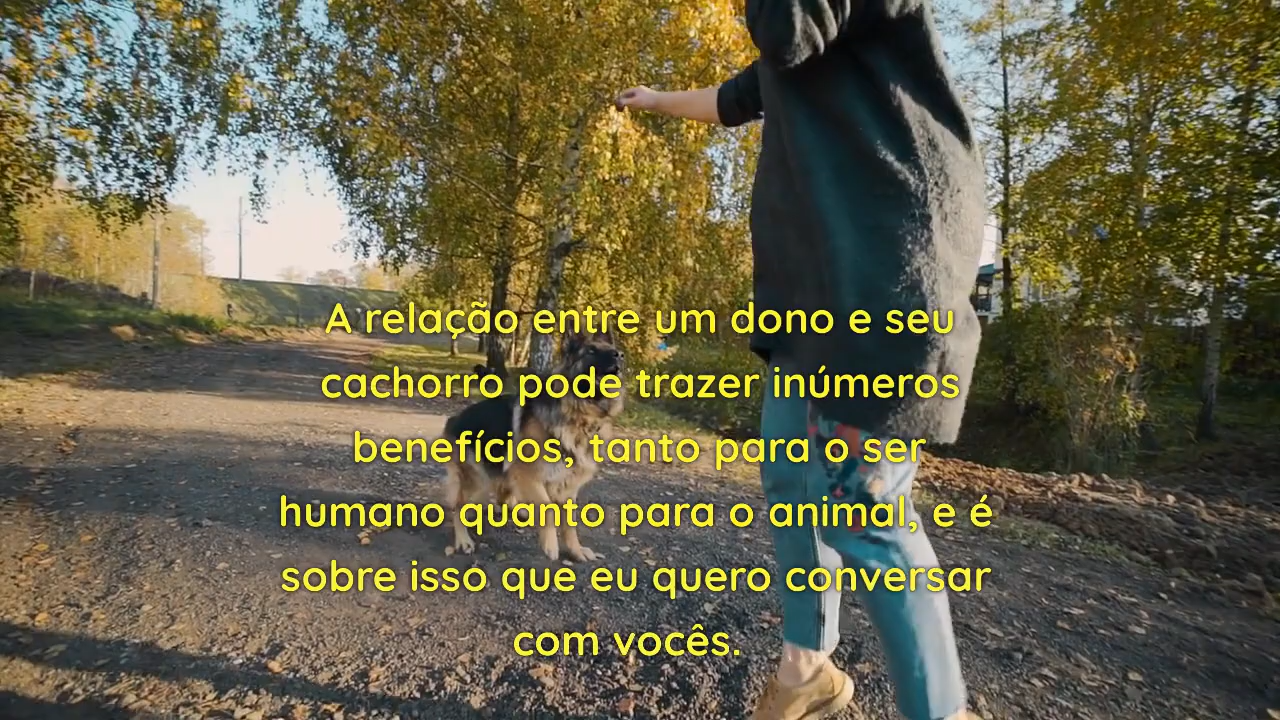 A relação entre um dono e seu
cachorro pode trazer inúmeros
benefícios, tanto para o ser
humano quanto para o animal, e é
sobre isso que eu quero conversar
com vocês.